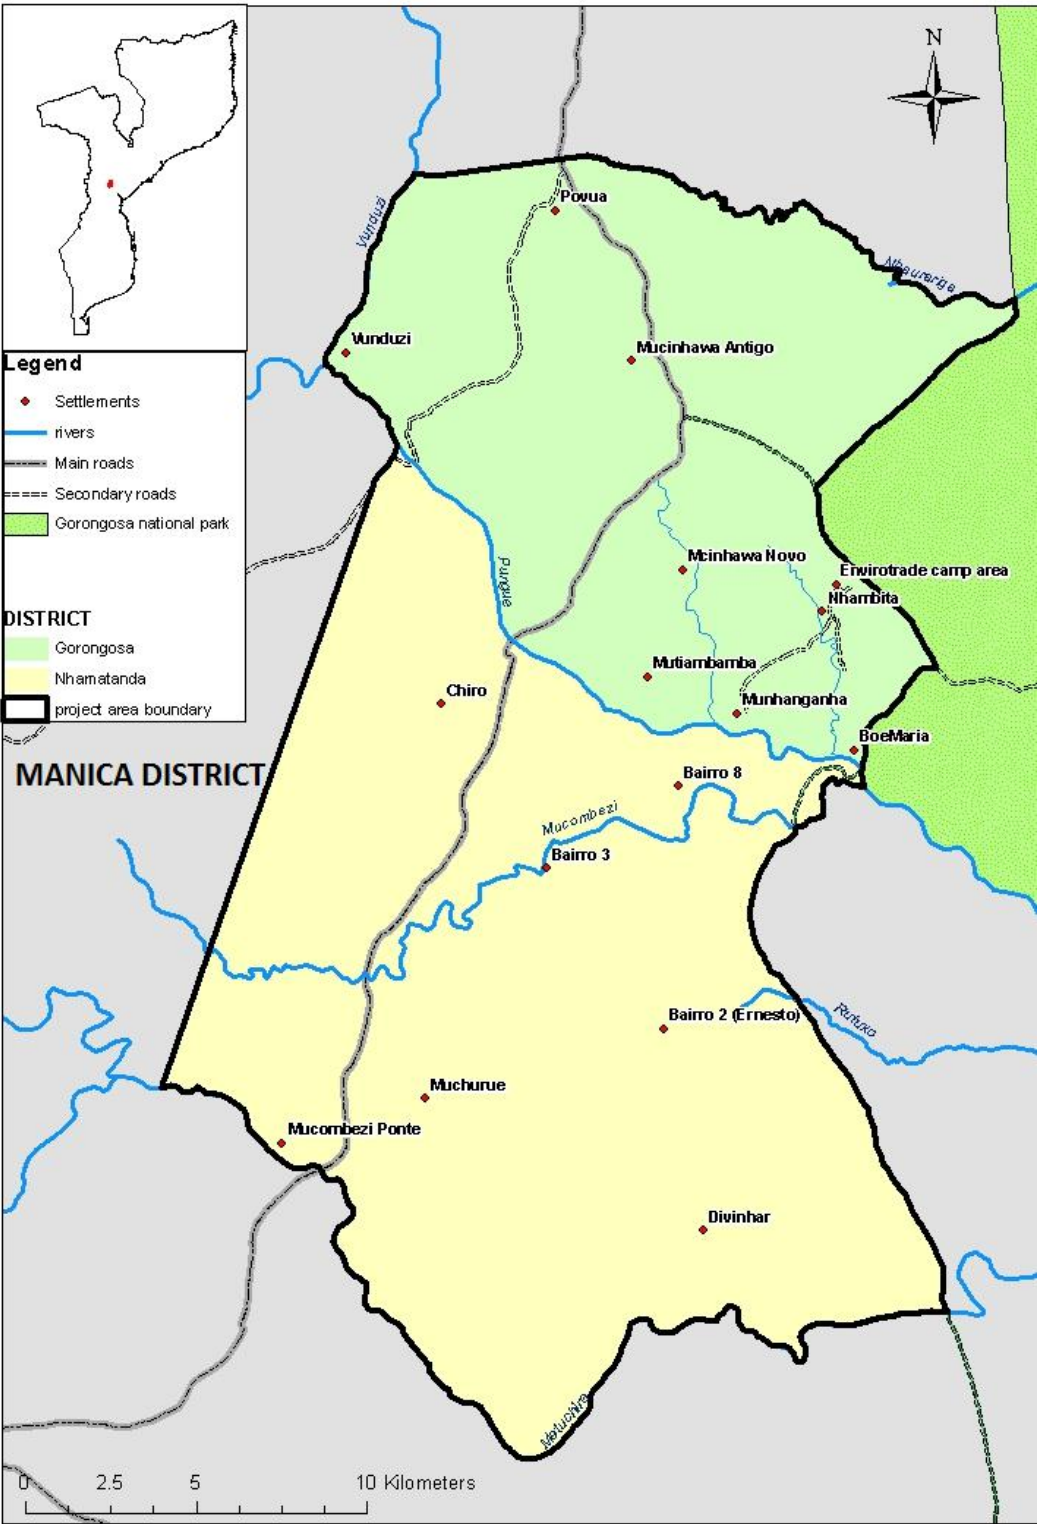 N
Povua
Vunduzi
Vunduzi
Mucinhawa Antigo
Legend
Settlements
rivers
Main roads
Secondary roads
Gorongosa national park
DISTRICT
Gorongosa
Nhamatanda
project area boundary
Pungue
Mcinhawa Novo
Envirotrade camp area
Nhambita
Mutiambamba
Chiro
Munhanganha
BoeMaria
MANICA DISTRICT
Bairro 8
Mucombezi
Bairro 3
Bairro 2 (Ernesto)
Muchurue
Mucombezi Ponte
Divinhar
Metuchira
0 2.5 5 10 Kilometers